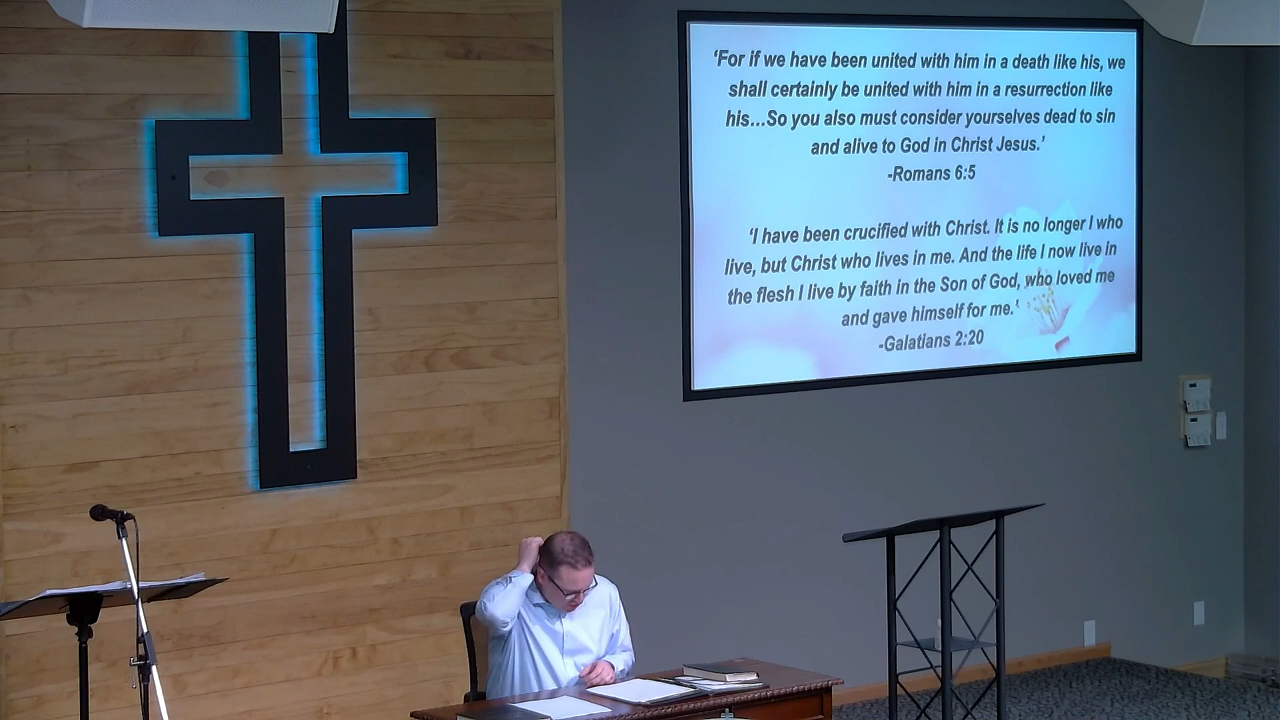 ‘For if we have been united with him in a death like his, we
shall certainly be united with him in a resurrection like
his…So you also must consider yourselves dead to sin
and alive to God in Christ Jesus.’
-Romans 6:5
‘I have been crucified with Christ. It is no longer I who
live, but Christ who lives in me. And the life I now live in
the flesh I live by faith in the Son of God, who loved me
and gave himself for me.‘
-Galatians 2:20